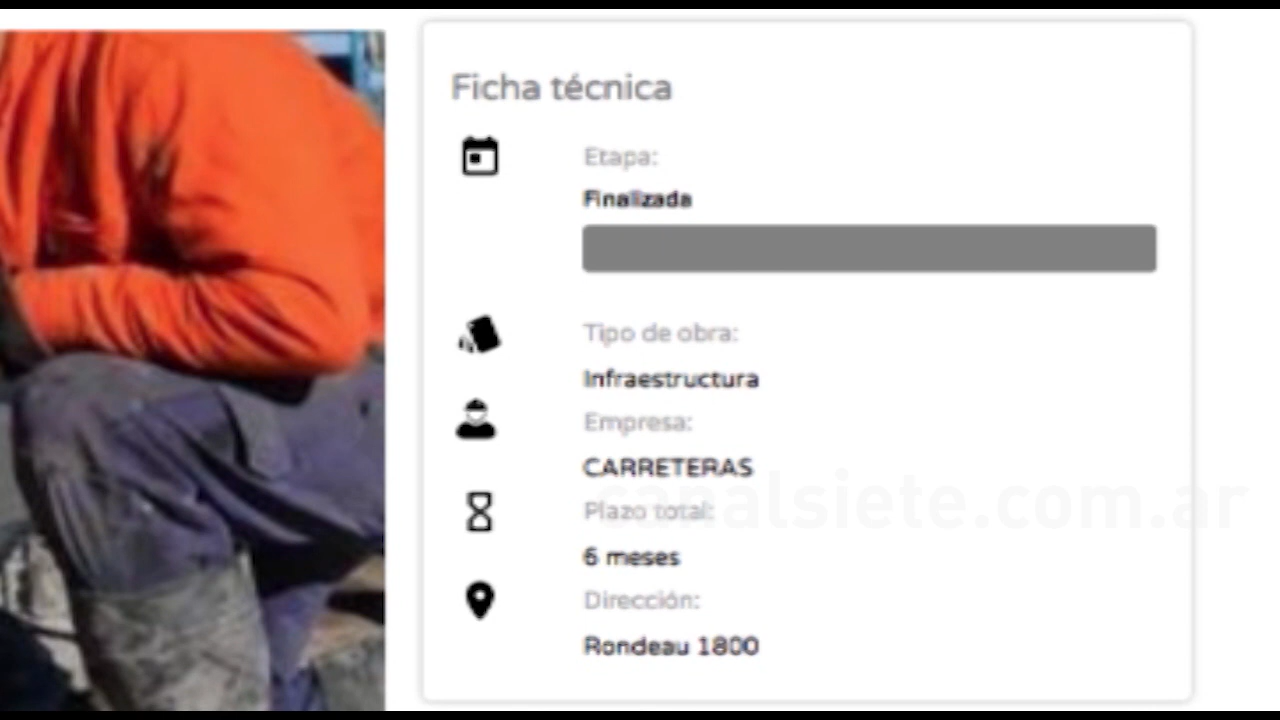 Ficha técnica
Etapa:
Finalizada
Tipo de obra:
Infraestructura
Empresa:
CARRETERAS
Plazo total:
6 meses
Dirección:
Rondeau 1800
canalsiete.com.ar